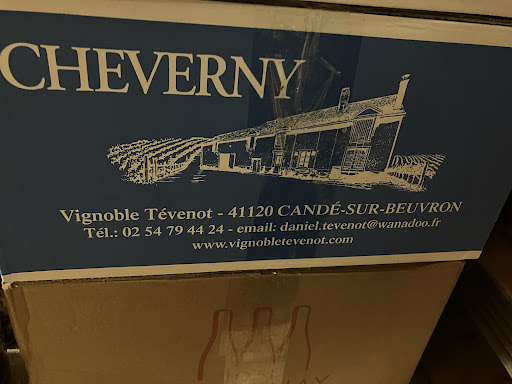 CHEVERNY
Vignoble Tévenot - 41120 CANDÉ-SUR-BEUVRON
Tél.: 02 54 79 44 24 - email: daniel.tevenot@wanadoo.fr
www.vignobletevenot.com